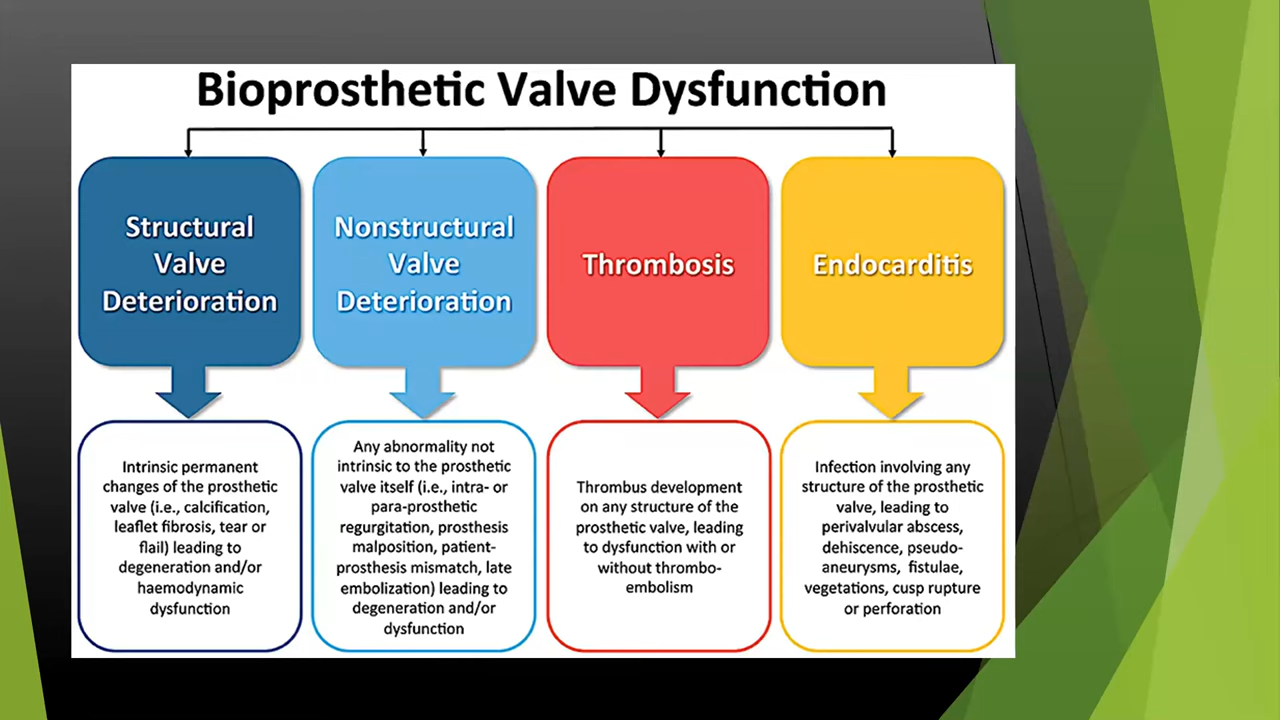 Bioprosthetic Valve Dysfunction
Structural
Valve
Deterioration
Nonstructural
Valve
Deterioration
Thrombosis
Endocarditis
Intrinsic permanent
changes of the prosthetic
valve (i.e., calcification,
leaflet fibrosis, tear or
flail) leading to
degeneration and/or
haemodynamic
dysfunction
Any abnormality not
intrinsic to the prosthetic
valve itself (i.e., intra- or
para-prosthetic
regurgitation, prosthesis
malposition, patient-
prosthesis mismatch, late
embolization) leading to
degeneration and/or
dysfunction
Thrombus development
on any structure of the
prosthetic valve, leading
to dysfunction with or
without thrombo-
embolism
Infection involving any
structure of the prosthetic
valve, leading to
perivalvular abscess,
dehiscence, pseudo-
aneurysms, fistulae,
vegetations, cusp rupture
or perforation